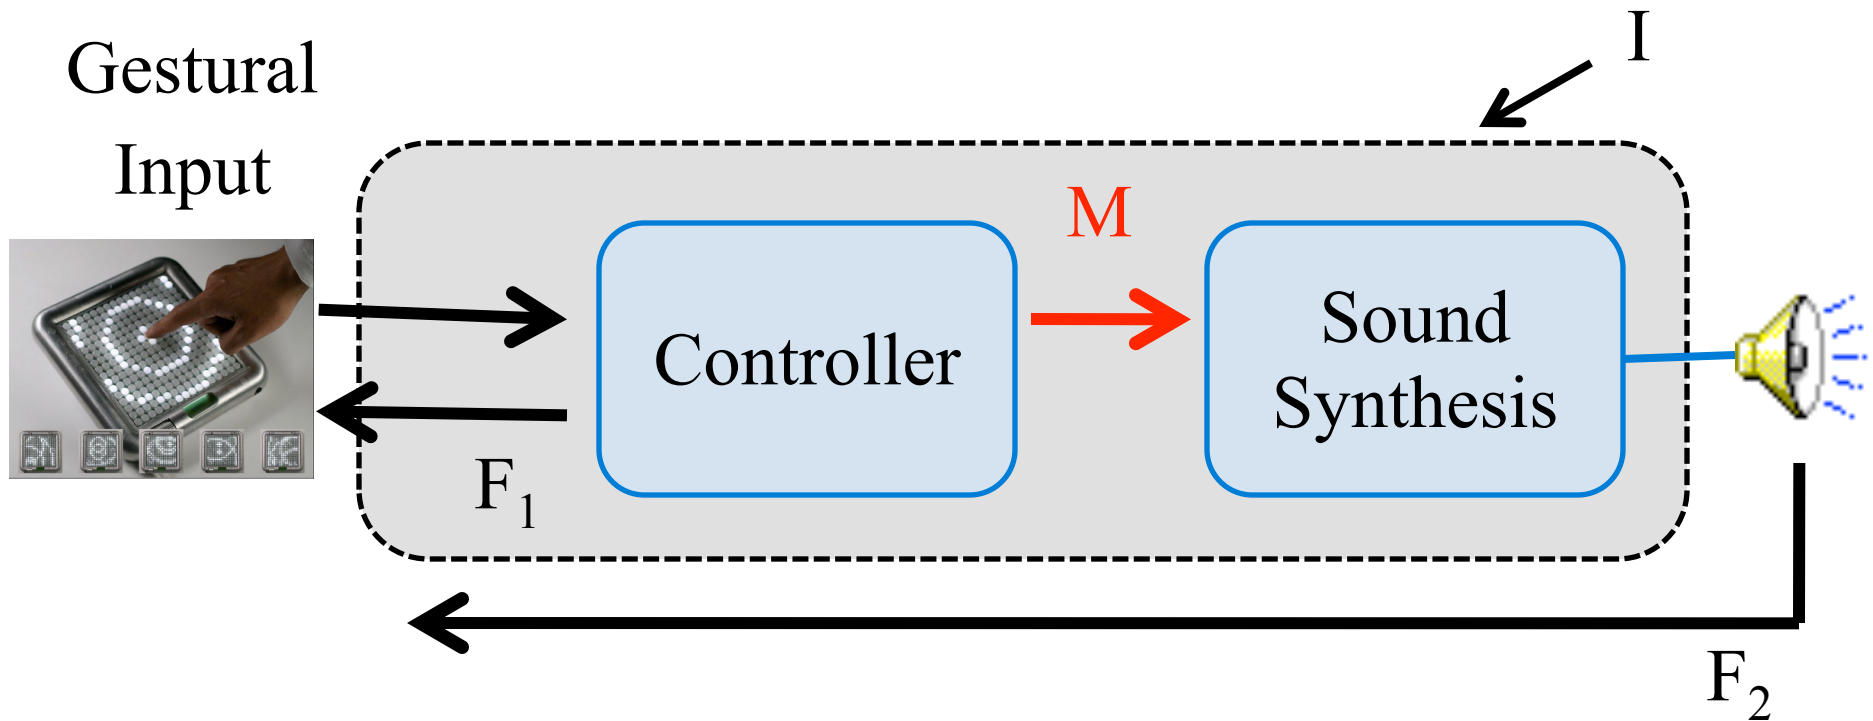 Gestural
Input
I
M
Controller
Sound
Synthesis
F₁
F₂